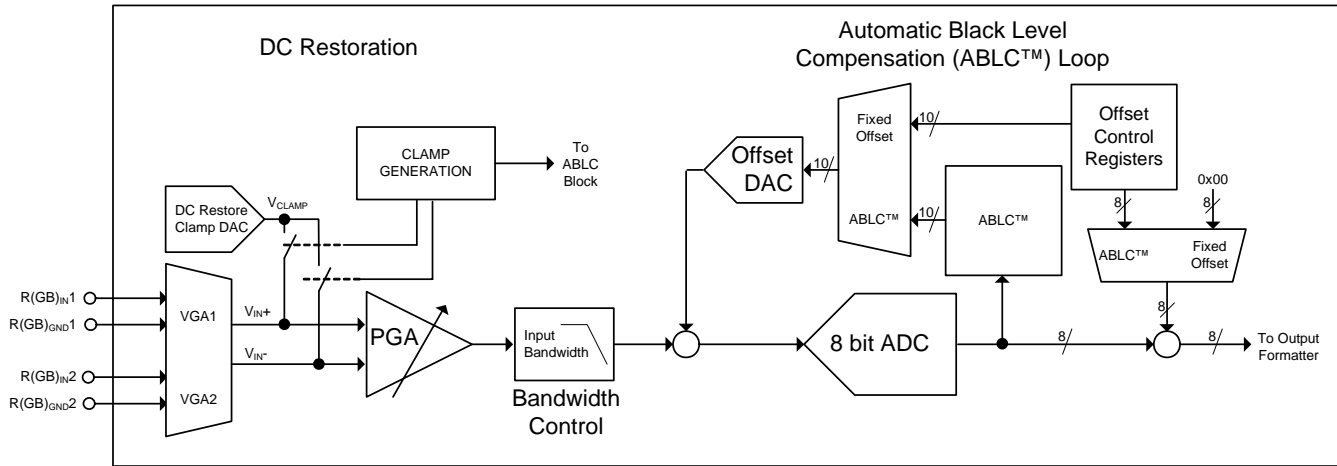 DC Restoration
Automatic Black Level
Compensation (ABLC™) Loop
CLAMP
GENERATION
To
ABLC
Block
DC Restore
Clamp DAC
VCLAMP
Offset
DAC
10
Fixed
Offset
ABLC™
10
10
ABLC™
Offset
Control
Registers
8
0x00
8
ABLC™
Fixed
Offset
8
R(GB)IN1
R(GB)GND1
R(GB)IN2
R(GB)GND2
VGA1
VGA2
VIN+
VIN-
PGA
Input
Bandwidth
Bandwidth
Control
8 bit ADC
8
8
To Output
Formatter